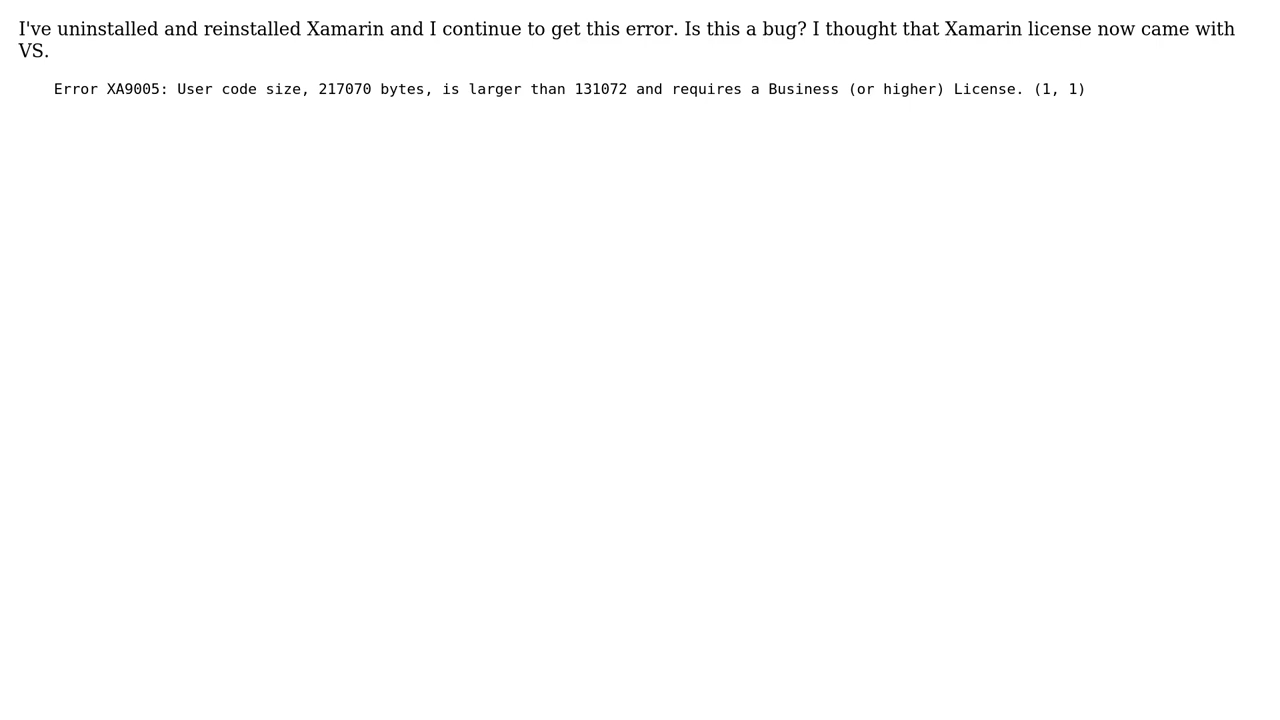 I've uninstalled and reinstalled Xamarin and I continue to get this error. Is this a bug? I thought that Xamarin license now came with
VS.
Error XA9005: User code size, 217070 bytes, is larger than 131072 and requires a Business (or higher) License. (1, 1)